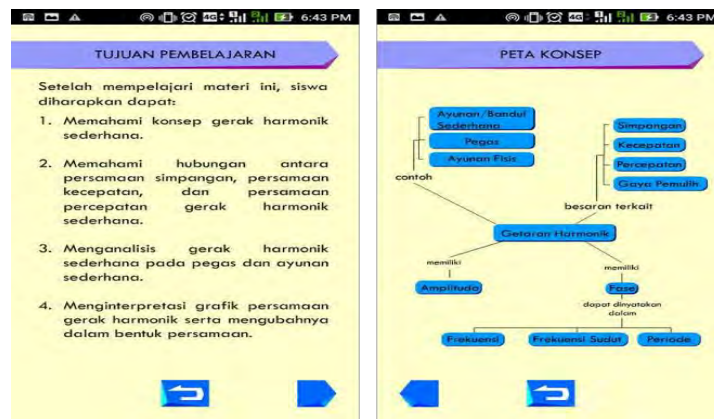 4G 6:43 PM
TUJUAN PEMBELAJARAN
Setelah mempelajari materi ini, siswa
diharapkan dapat:
1. Memahami konsep gerak harmonik
sederhana.
2. Memahami hubungan antara
persamaan simpangan, persamaan
kecepatan, dan persamaan
percepatan gerak harmonik
sederhana.
3. Menganalisis gerak harmonik
sederhana pada pegas dan ayunan
sederhana.
4. Menginterpretasi grafik persamaan
gerak harmonik serta mengubahnya
dalam bentuk persamaan.
4G 6:43 PM
PETA KONSEP
Ayunan/Bandul
Sederhana
Pegas
Ayunan Fisis
contoh
Simpangan
Kecepatan
Percepatan
Gaya Pemulih
besaran terkait
Getaran Harmonik
memiliki
Amplitudo
memiliki
Fase
dapat dinyatakan
dalam
Frekuensi
Frekuensi Sudut
Periode